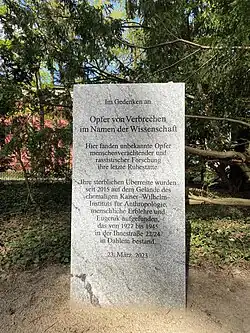 Im Gedenken an
Opfer von Verbrechen
im Namen der Wissenschaft
Hier fanden unbekannte Opfer
menschenverachtender und
rassistischer Forschung
ihre letzte Ruhestätte.
Ihre sterblichen Überreste wurden
seit 2015 auf dem Gelände des
ehemaligen Kaiser-Wilhelm-
Instituts für Anthropologie,
menschliche Erblehre und
Eugenik aufgefunden,
das von 1927 bis 1945
in der Ihnestraße 22/24
in Dahlem bestand.
23. März, 2023